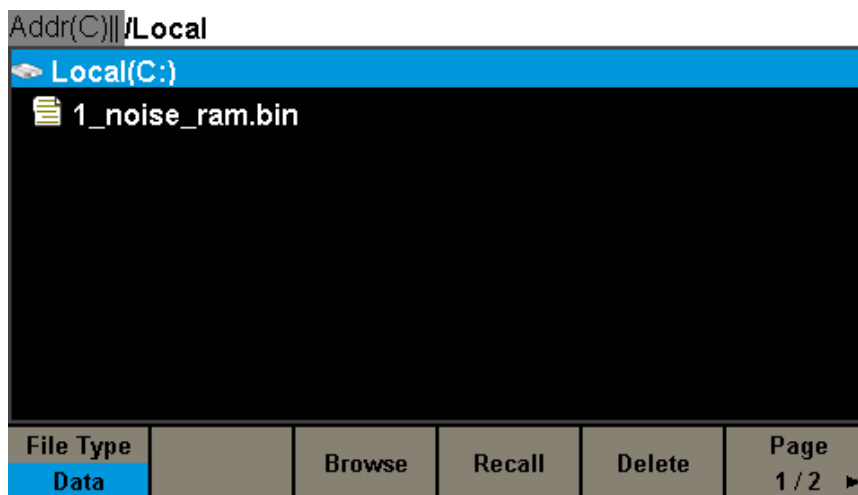 Addr(C)|| /Local
Local(C:)
1_noise_ram.bin
File Type
Data
Browse
Recall
Delete
Page
1 / 2